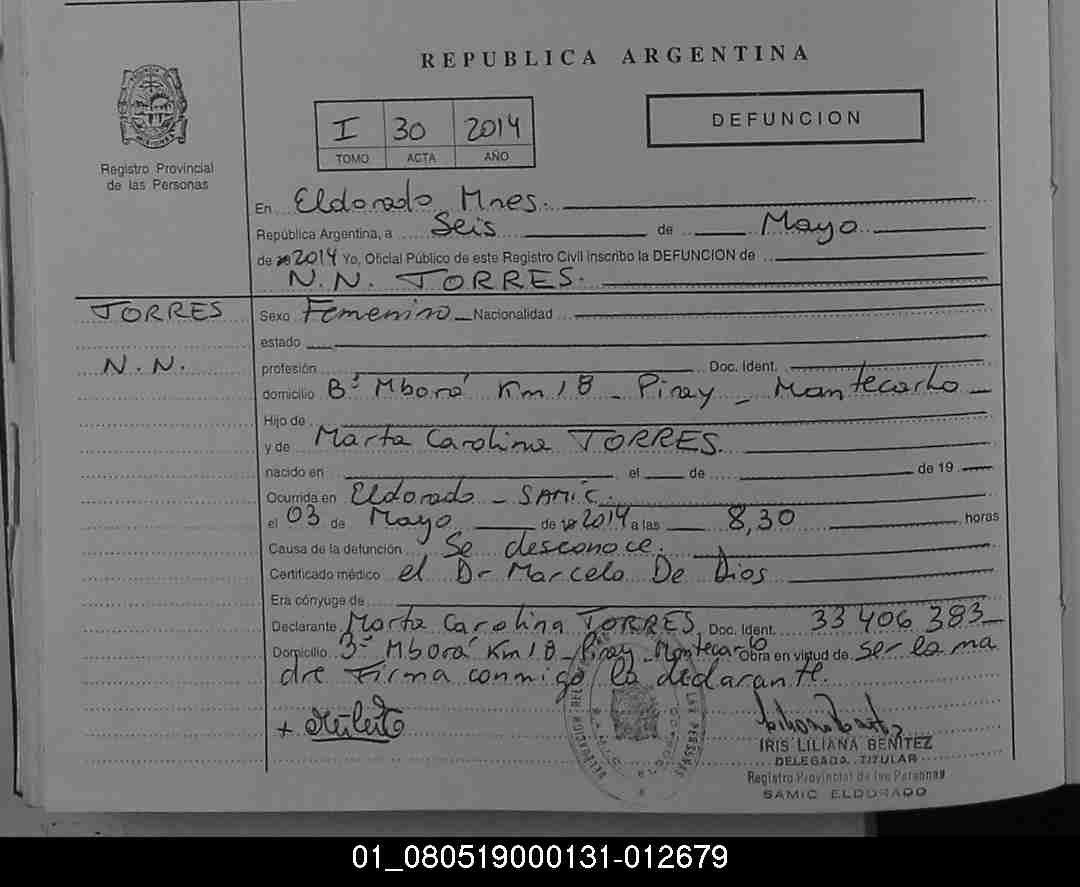 REPUBLICA ARGENTINA
I 30 2014
TOMO ACTA AÑO
DEFUNCION
Registro Provincial
de las Personas
En Eldorado Mnes.
República Argentina, a Seis de Mayo
de 2014 Yo, Oficial Público de este Registro Civil inscribo la DEFUNCION de
N.N. TORRES.
TORRES
N.N.
Sexo Femenino Nacionalidad
estado
profesión Doc. Ident.
domicilio Bº Mborá Km 18 - Piray - Montecarlo
Hijo de
y de Marta Carolina TORRES.
nacido en el de de 19
Ocurrida en Eldorado - SAMIC.
el 03 de Mayo de 2014 a las 8,30 horas
Causa de la defunción Se desconoce.
Certificado médico el Dr Marcelo De Dios
Era cónyuge de
Declarante Marta Carolina TORRES Doc. Ident. 33 406 383
Domicilio Bº Mborá Km 18 - Piray - Montecarlo Obra en virtud de ser la ma
dre Firma conmigo la declarante.
IRIS LILIANA BENITEZ
DELEGADA TITULAR
Registro Provincial de las Personas
SAMIC ELDORADO
01_080519000131-012679